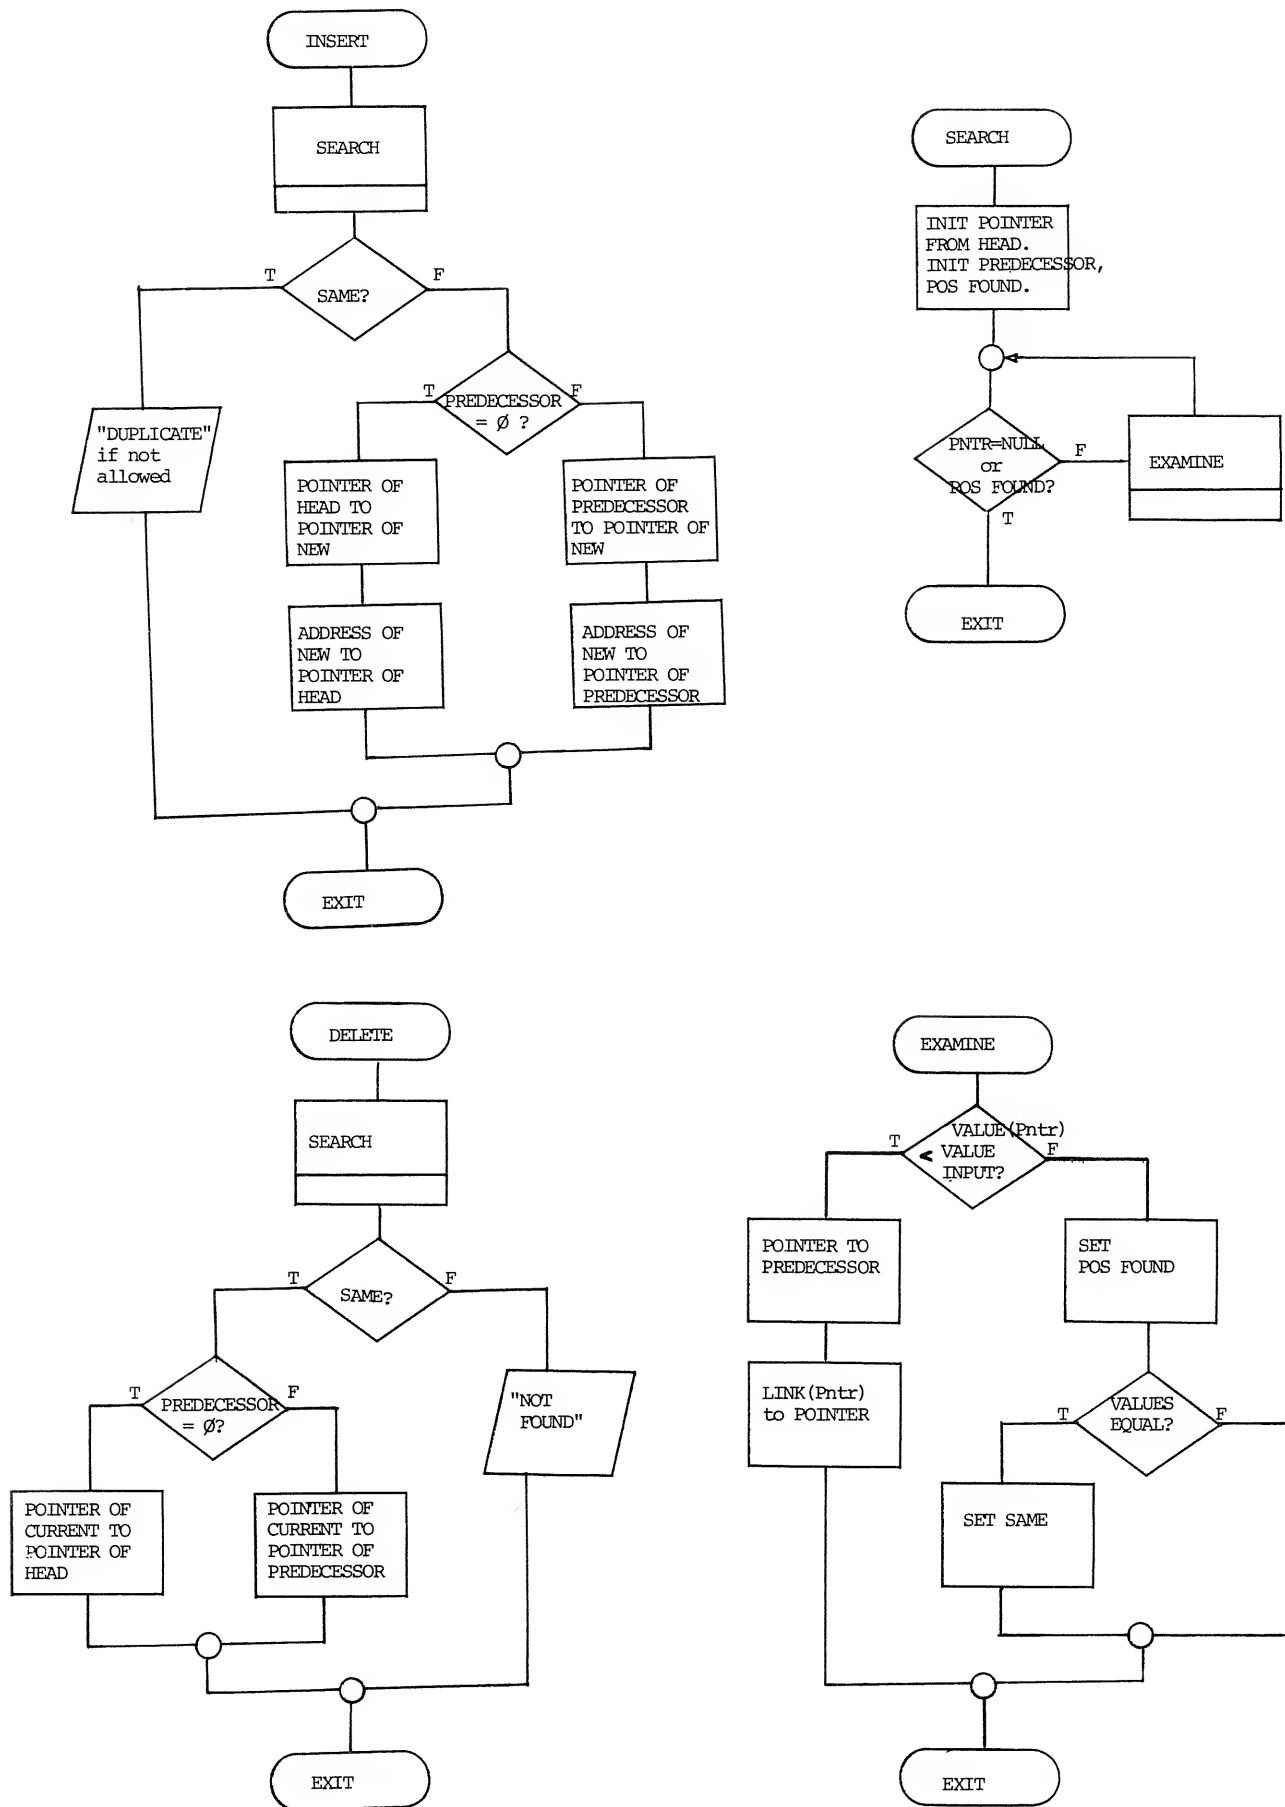 INSERT
SEARCH
T
F
SAME?
"DUPLICATE"
if not
allowed
T
F
PREDECESSOR
= Ø ?
POINTER OF
HEAD TO
POINTER OF
NEW
POINTER OF
PREDECESSOR
TO POINTER OF
NEW
ADDRESS OF
NEW TO
POINTER OF
HEAD
ADDRESS OF
NEW TO
POINTER OF
PREDECESSOR
EXIT
SEARCH
INIT POINTER
FROM HEAD.
INIT PREDECESSOR,
POS FOUND.
PNTR=NULL
or
POS FOUND?
F
T
EXAMINE
EXIT
DELETE
SEARCH
T
F
SAME?
T
F
PREDECESSOR
= Ø?
"NOT
FOUND"
POINTER OF
CURRENT TO
POINTER OF
HEAD
POINTER OF
CURRENT TO
POINTER OF
PREDECESSOR
EXIT
EXAMINE
T
F
VALUE(Pntr)
< VALUE
INPUT?
POINTER TO
PREDECESSOR
SET
POS FOUND
LINK(Pntr)
to POINTER
T
F
VALUES
EQUAL?
SET SAME
EXIT